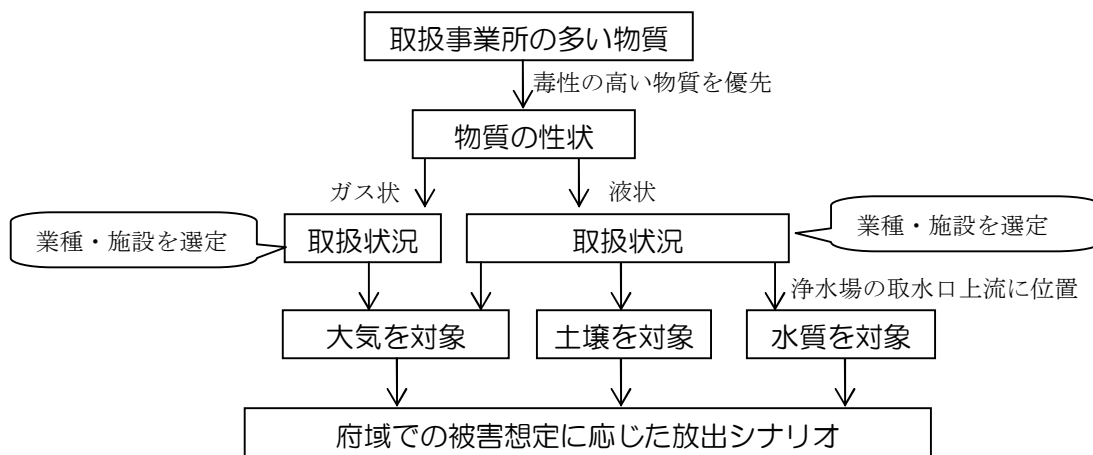 取扱事業所の多い物質
毒性の高い物質を優先
物質の性状
ガス状
液状
業種・施設を選定
取扱状況
取扱状況
業種・施設を選定
浄水場の取水口上流に位置
大気を対象
土壌を対象
水質を対象
府域での被害想定に応じた放出シナリオ